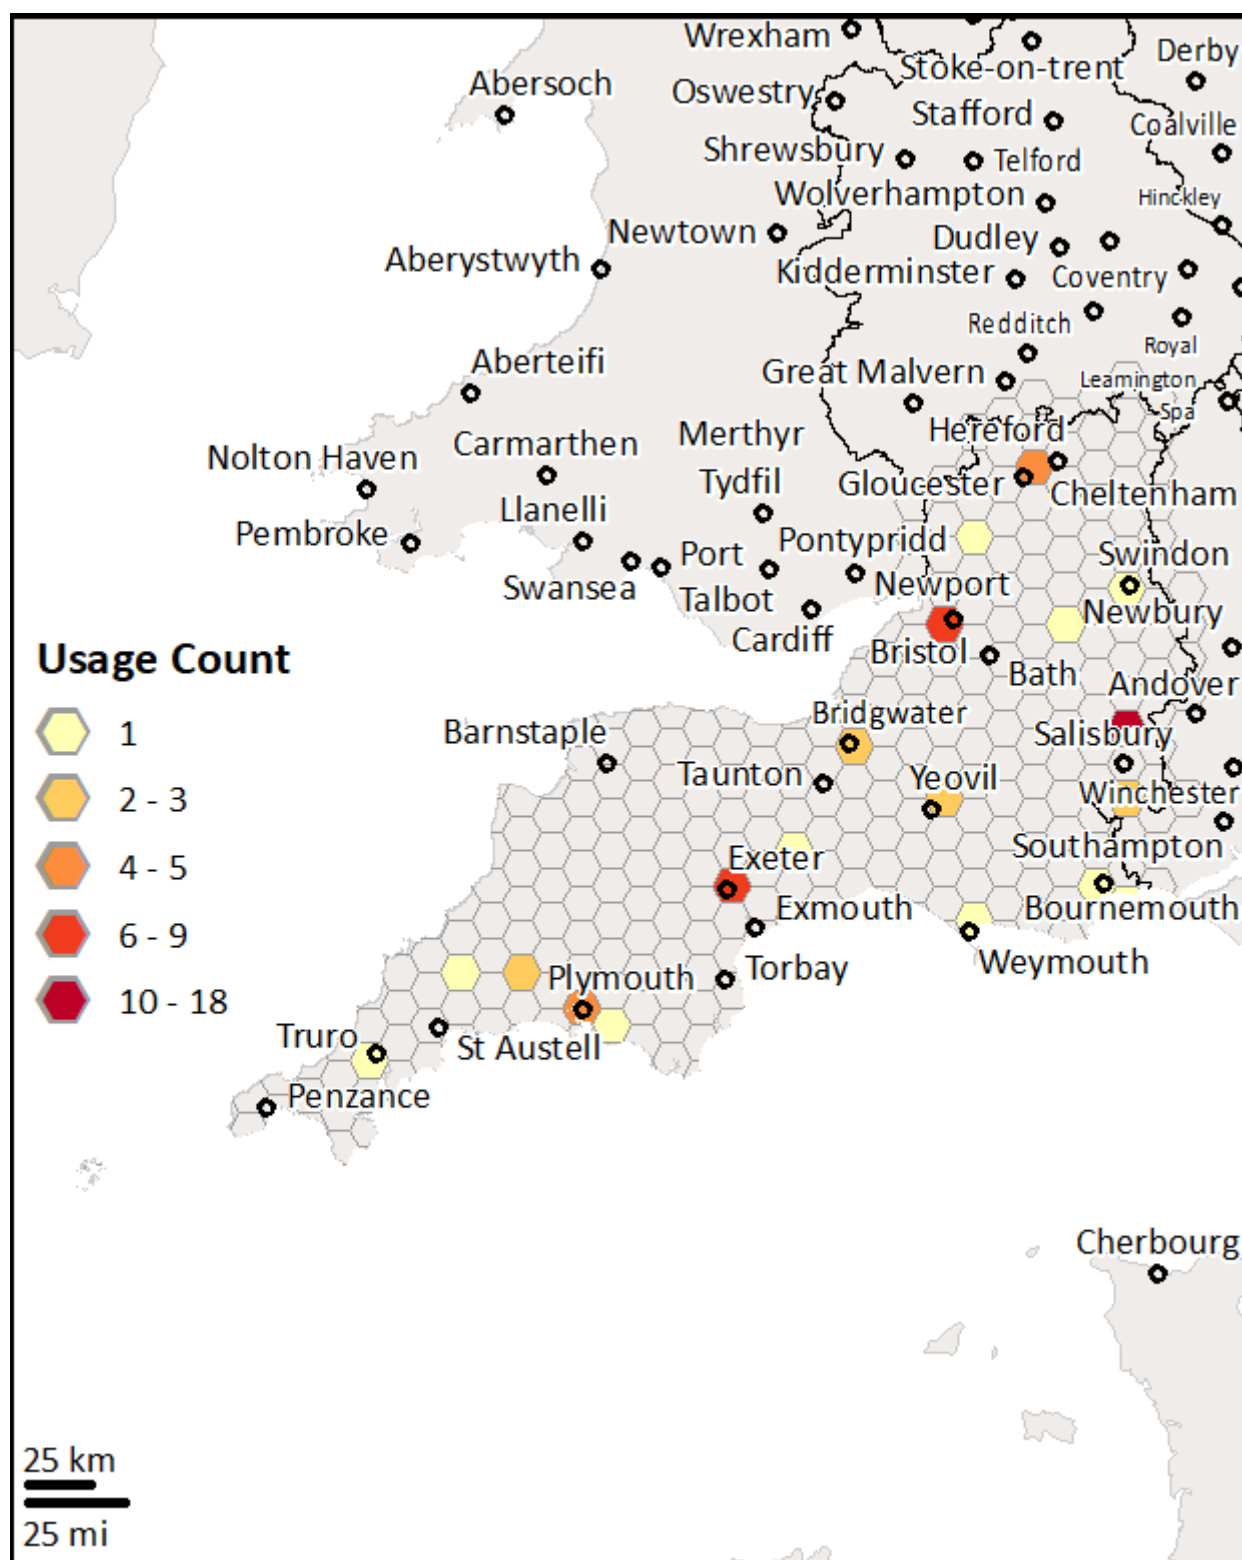 Wrexham
Stoke-on-trent
Derby
Abersoch
Oswestry
Stafford
Coalville
Shrewsbury
Telford
Wolverhampton
Hinckley
Newtown
Dudley
Aberystwyth
Kidderminster
Coventry
Redditch
Royal
Leamington
Spa
Aberteifi
Great Malvern
Hereford
Merthyr
Tydfil
Carmarthen
Nolton Haven
Gloucester
Cheltenham
Llanelli
Pembroke
Port
Talbot
Pontypridd
Swindon
Swansea
Newport
Newbury
Cardiff
Bristol
Bath
Andover
Usage Count
1
2 - 3
4 - 5
6 - 9
10 - 18
Barnstaple
Bridgwater
Salisbury
Taunton
Yeovil
Winchester
Exeter
Southampton
Exmouth
Bournemouth
Plymouth
Torbay
Weymouth
Truro
St Austell
Penzance
Cherbourg
25 km
25 mi